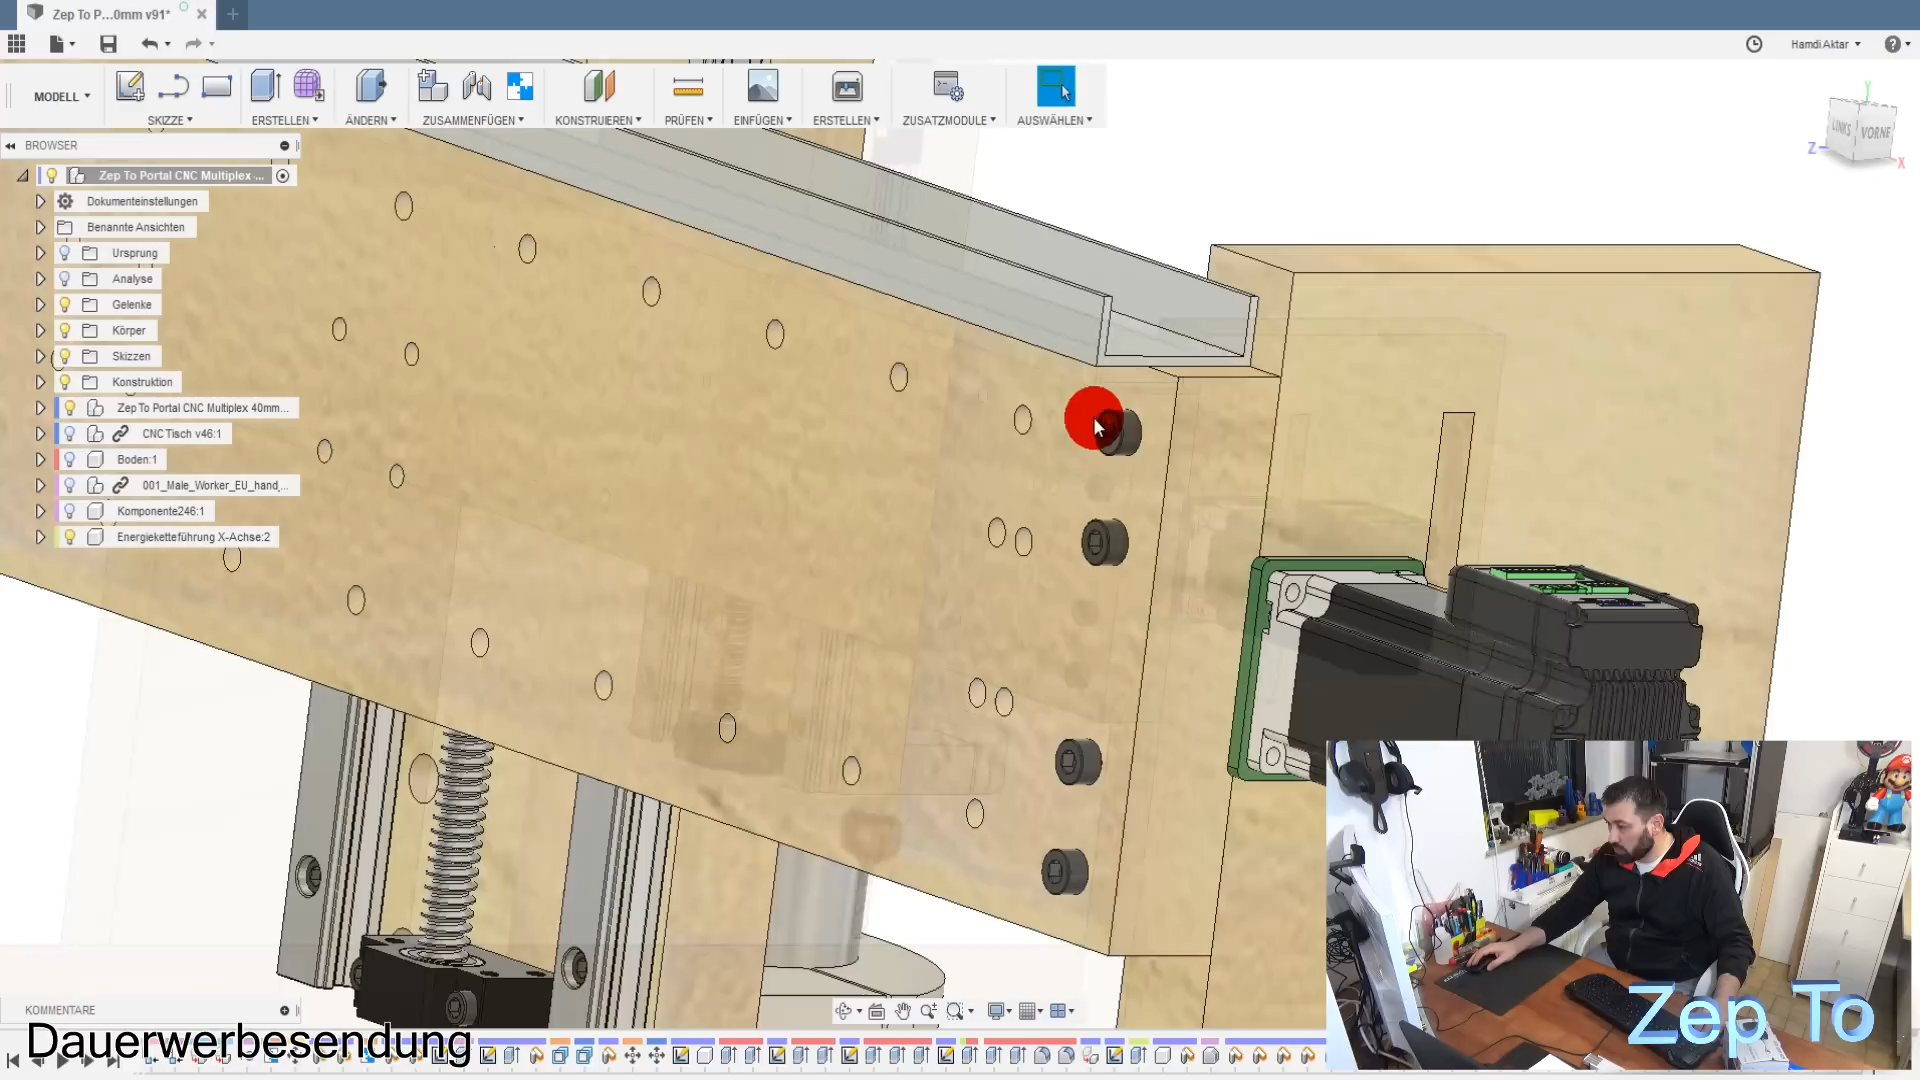 Zep To P...0mm v91*
Hamdi Aktar
MODELL
SKIZZE
ERSTELLEN
ÄNDERN
ZUSAMMENFÜGEN
KONSTRUIEREN
PRÜFEN
EINFÜGEN
ERSTELLEN
ZUSATZMODULE
AUSWÄHLEN
Y
LINKS
VORNE
Z
X
BROWSER
Zep To Portal CNC Multiplex ...
Dokumenteinstellungen
Benannte Ansichten
Ursprung
Analyse
Gelenke
Körper
Skizzen
Konstruktion
Zep To Portal CNC Multiplex 40mm...
CNC Tisch v46:1
Boden:1
001_Male_Worker_EU_hand_...
Komponente246:1
Energieketteführung X-Achse:2
KOMMENTARE
Dauerwerbesendung
Zep To